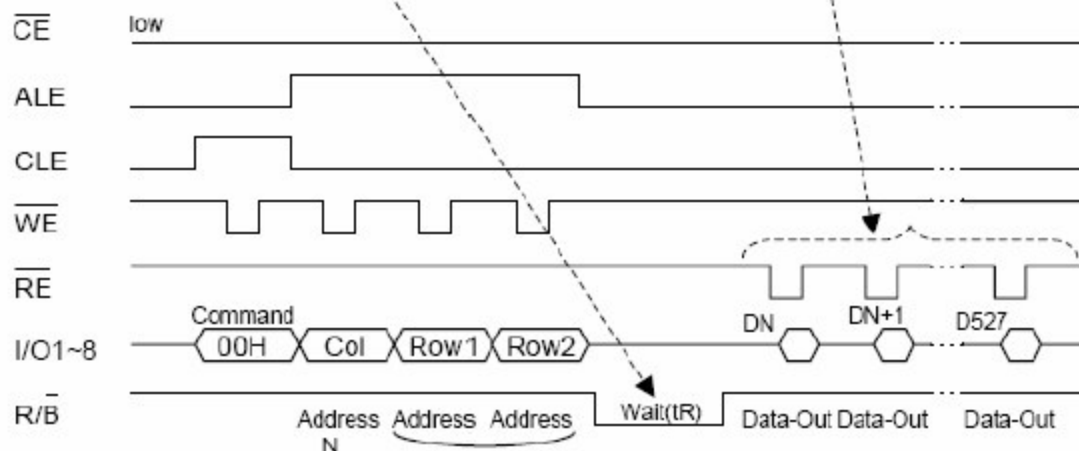 CE low
ALE
CLE
WE
RE
Command DN DN+1 D527
I/O1~8 00H Col Row1 Row2
R/B Wait(tR)
Address Address Address Data-Out Data-Out Data-Out
N